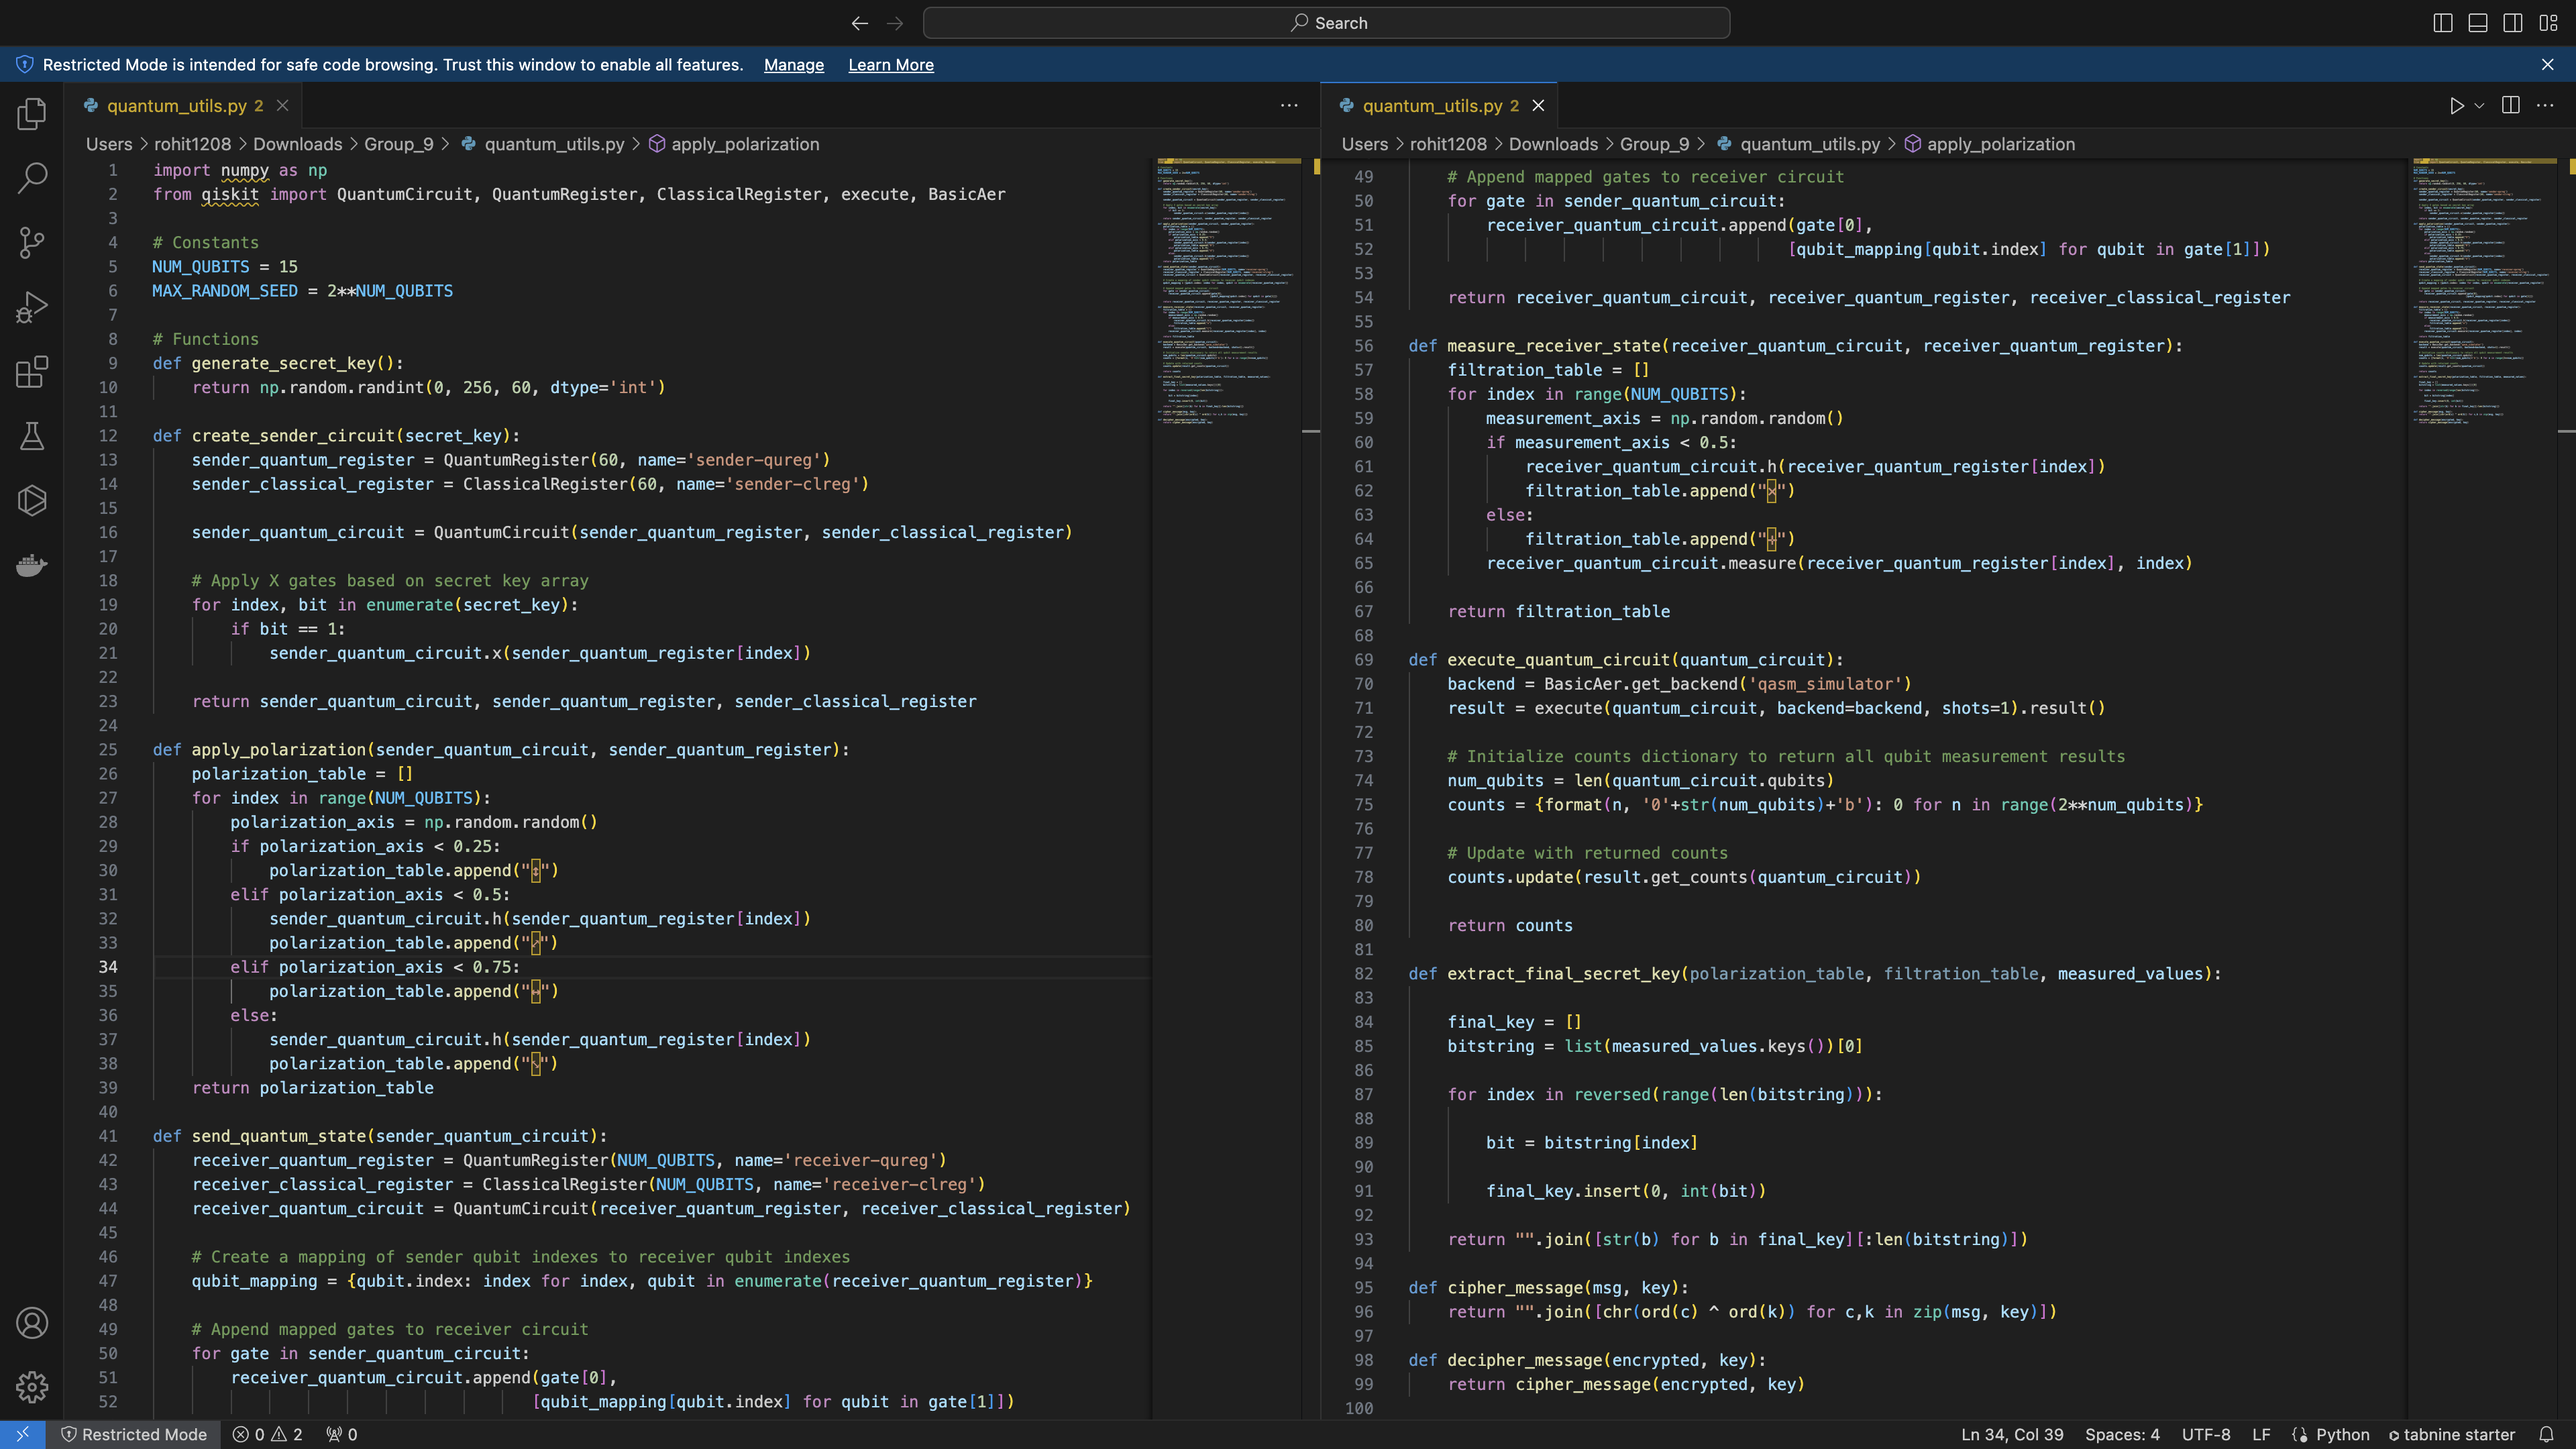 Search
Restricted Mode is intended for safe code browsing. Trust this window to enable all features. Manage Learn More
quantum_utils.py 2
Users > rohit1208 > Downloads > Group_9 > quantum_utils.py > apply_polarization
1 import numpy as np
2 from qiskit import QuantumCircuit, QuantumRegister, ClassicalRegister, execute, BasicAer
3
4 # Constants
5 NUM_QUBITS = 15
6 MAX_RANDOM_SEED = 2**NUM_QUBITS
7
8 # Functions
9 def generate_secret_key():
10 return np.random.randint(0, 256, 60, dtype='int')
11
12 def create_sender_circuit(secret_key):
13 sender_quantum_register = QuantumRegister(60, name='sender-qureg')
14 sender_classical_register = ClassicalRegister(60, name='sender-clreg')
15
16 sender_quantum_circuit = QuantumCircuit(sender_quantum_register, sender_classical_register)
17
18 # Apply X gates based on secret key array
19 for index, bit in enumerate(secret_key):
20 if bit == 1:
21 sender_quantum_circuit.x(sender_quantum_register[index])
22
23 return sender_quantum_circuit, sender_quantum_register, sender_classical_register
24
25 def apply_polarization(sender_quantum_circuit, sender_quantum_register):
26 polarization_table = []
27 for index in range(NUM_QUBITS):
28 polarization_axis = np.random.random()
29 if polarization_axis < 0.25:
30 polarization_table.append("↕")
31 elif polarization_axis < 0.5:
32 sender_quantum_circuit.h(sender_quantum_register[index])
33 polarization_table.append("⤢")
34 elif polarization_axis < 0.75:
35 polarization_table.append("↔")
36 else:
37 sender_quantum_circuit.h(sender_quantum_register[index])
38 polarization_table.append("⤡")
39 return polarization_table
40
41 def send_quantum_state(sender_quantum_circuit):
42 receiver_quantum_register = QuantumRegister(NUM_QUBITS, name='receiver-qureg')
43 receiver_classical_register = ClassicalRegister(NUM_QUBITS, name='receiver-clreg')
44 receiver_quantum_circuit = QuantumCircuit(receiver_quantum_register, receiver_classical_register)
45
46 # Create a mapping of sender qubit indexes to receiver qubit indexes
47 qubit_mapping = {qubit.index: index for index, qubit in enumerate(receiver_quantum_register)}
48
49 # Append mapped gates to receiver circuit
50 for gate in sender_quantum_circuit:
51 receiver_quantum_circuit.append(gate[0],
52 [qubit_mapping[qubit.index] for qubit in gate[1]])
quantum_utils.py 2
Users > rohit1208 > Downloads > Group_9 > quantum_utils.py > apply_polarization
49 # Append mapped gates to receiver circuit
50 for gate in sender_quantum_circuit:
51 receiver_quantum_circuit.append(gate[0],
52 [qubit_mapping[qubit.index] for qubit in gate[1]])
53
54 return receiver_quantum_circuit, receiver_quantum_register, receiver_classical_register
55
56 def measure_receiver_state(receiver_quantum_circuit, receiver_quantum_register):
57 filtration_table = []
58 for index in range(NUM_QUBITS):
59 measurement_axis = np.random.random()
60 if measurement_axis < 0.5:
61 receiver_quantum_circuit.h(receiver_quantum_register[index])
62 filtration_table.append("⤫")
63 else:
64 filtration_table.append("┼")
65 receiver_quantum_circuit.measure(receiver_quantum_register[index], index)
66
67 return filtration_table
68
69 def execute_quantum_circuit(quantum_circuit):
70 backend = BasicAer.get_backend('qasm_simulator')
71 result = execute(quantum_circuit, backend=backend, shots=1).result()
72
73 # Initialize counts dictionary to return all qubit measurement results
74 num_qubits = len(quantum_circuit.qubits)
75 counts = {format(n, '0'+str(num_qubits)+'b'): 0 for n in range(2**num_qubits)}
76
77 # Update with returned counts
78 counts.update(result.get_counts(quantum_circuit))
79
80 return counts
81
82 def extract_final_secret_key(polarization_table, filtration_table, measured_values):
83
84 final_key = []
85 bitstring = list(measured_values.keys())[0]
86
87 for index in reversed(range(len(bitstring))):
88
89 bit = bitstring[index]
90
91 final_key.insert(0, int(bit))
92
93 return "".join([str(b) for b in final_key][:len(bitstring)])
94
95 def cipher_message(msg, key):
96 return "".join([chr(ord(c) ^ ord(k)) for c,k in zip(msg, key)])
97
98 def decipher_message(encrypted, key):
99 return cipher_message(encrypted, key)
100
Restricted Mode 0 2 0 Ln 34, Col 39 Spaces: 4 UTF-8 LF Python tabnine starter